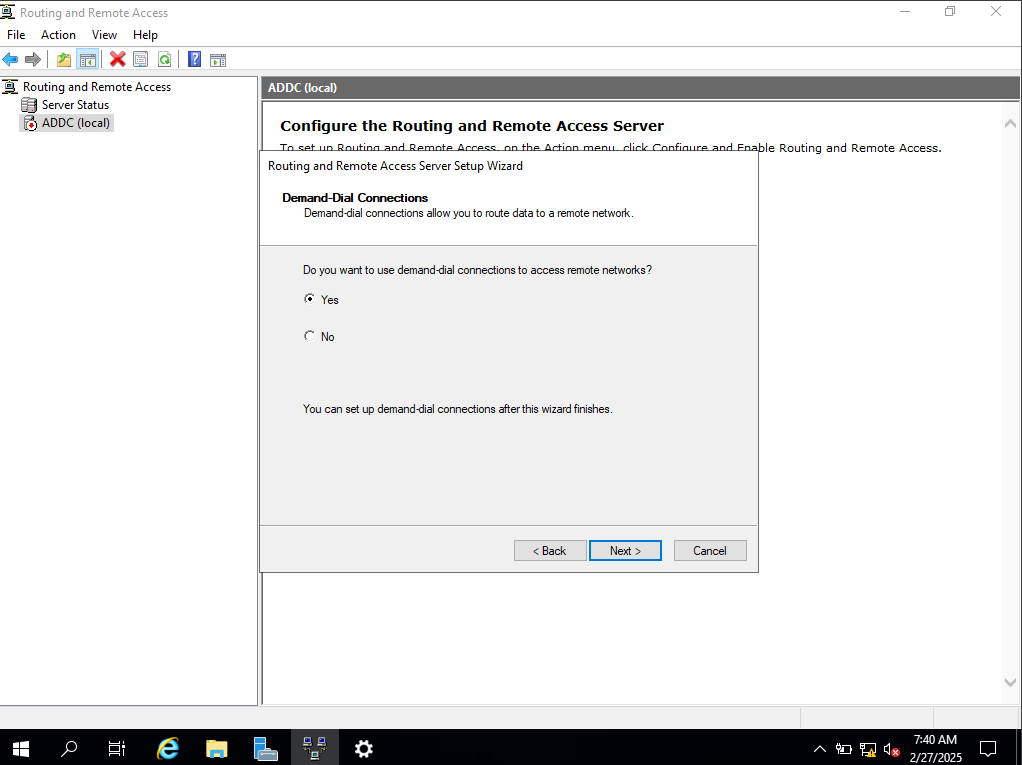 Routing and Remote Access
File Action View Help
Routing and Remote Access
Server Status
ADDC (local)
ADDC (local)
Configure the Routing and Remote Access Server
To set up Routing and Remote Access, on the Action menu, click Configure and Enable Routing and Remote Access.
Routing and Remote Access Server Setup Wizard
Demand-Dial Connections
Demand-dial connections allow you to route data to a remote network.
Do you want to use demand-dial connections to access remote networks?
Yes
No
You can set up demand-dial connections after this wizard finishes.
< Back Next > Cancel
7:40 AM
2/27/2025